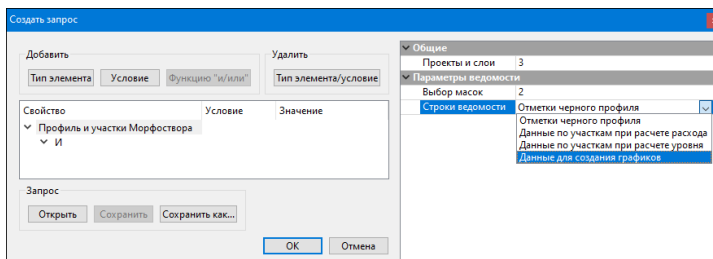 Создать запрос
Добавить
Тип элемента
Условие
Функцию "и/или"
Удалить
Тип элемента/условие
Свойство
Условие
Значение
Профиль и участки Морфоствора
И
Запрос
Открыть
Сохранить
Сохранить как...
OK
Отмена
Общие
Проекты и слои 3
Параметры ведомости
Выбор масок 2
Строки ведомости Отметки черного профиля
Отметки черного профиля
Данные по участкам при расчете расхода
Данные по участкам при расчете уровня
Данные для создания графиков